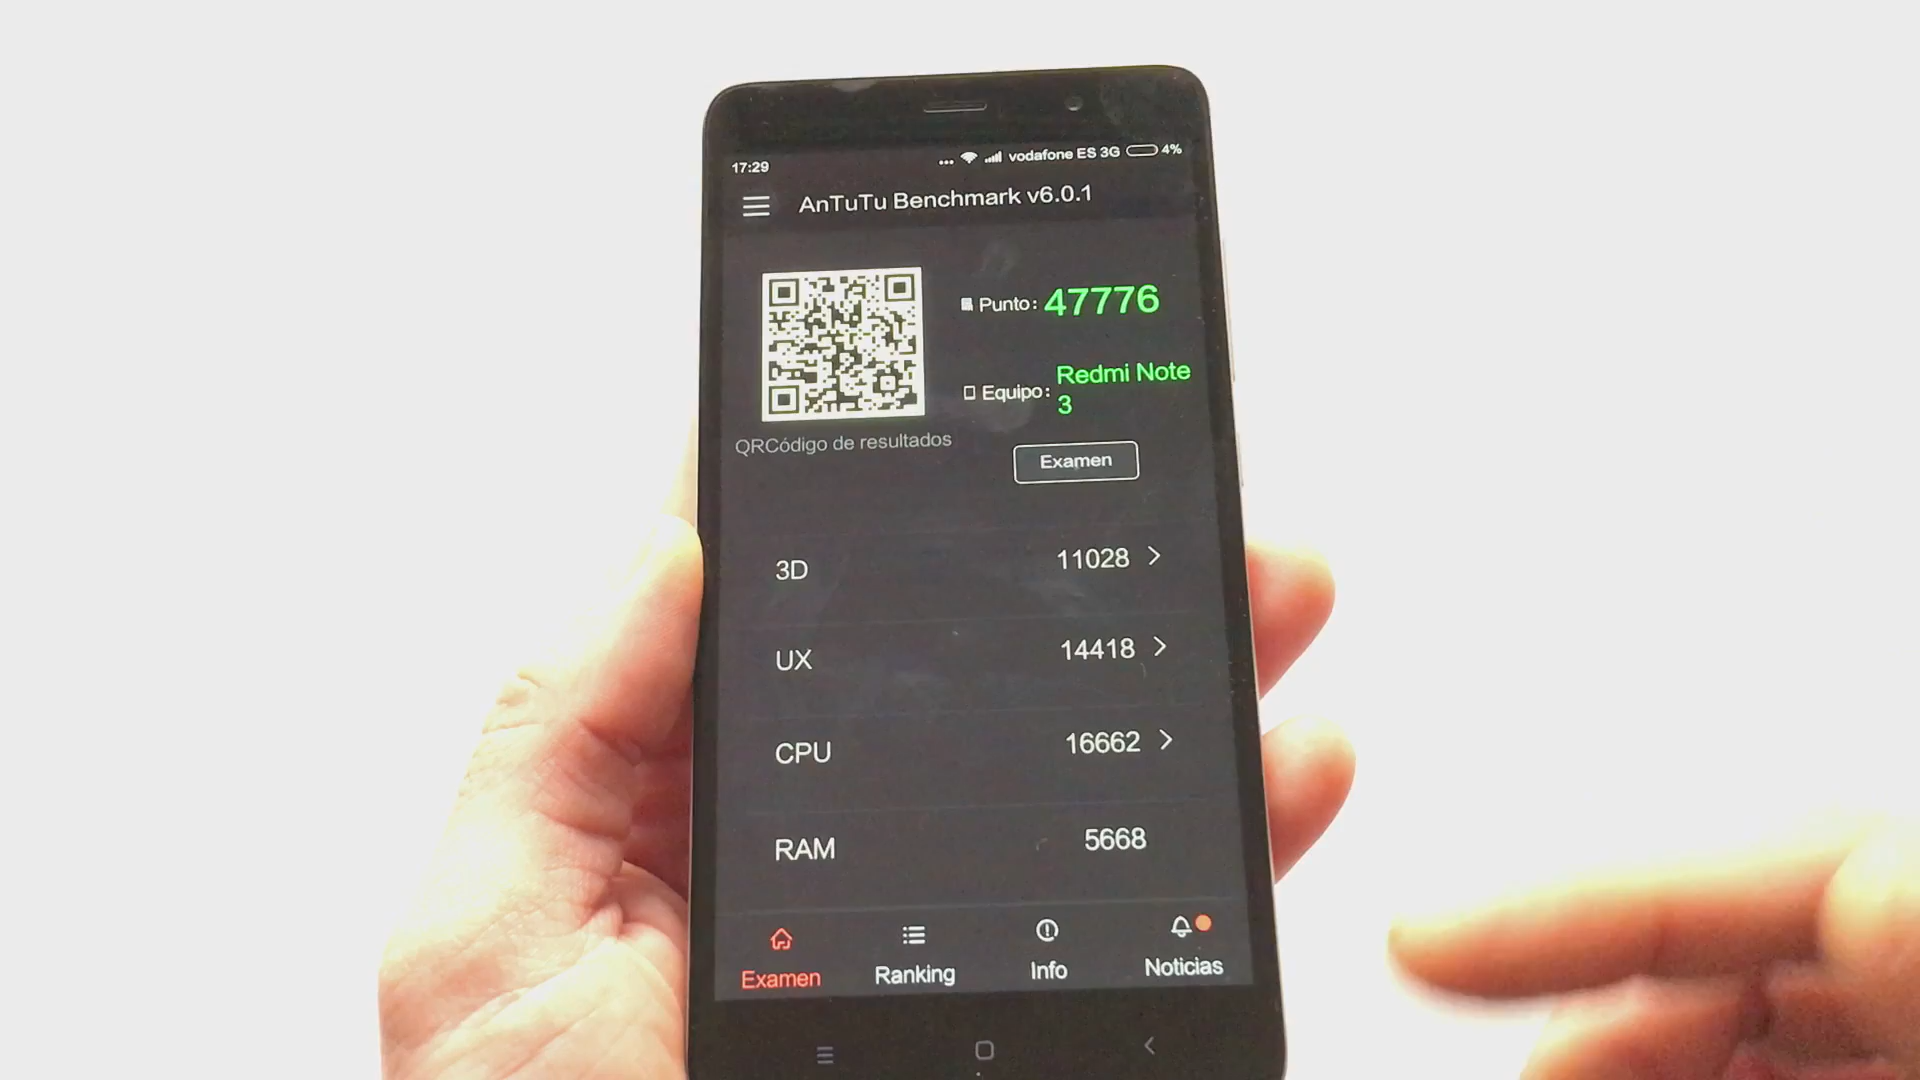 17:29 ... vodafone ES 3G 4%
AnTuTu Benchmark v6.0.1
Punto: 47776
Equipo: Redmi Note
3
QRCódigo de resultados
Examen
3D 11028
UX 14418
CPU 16662
RAM 5668
Examen Ranking Info Noticias